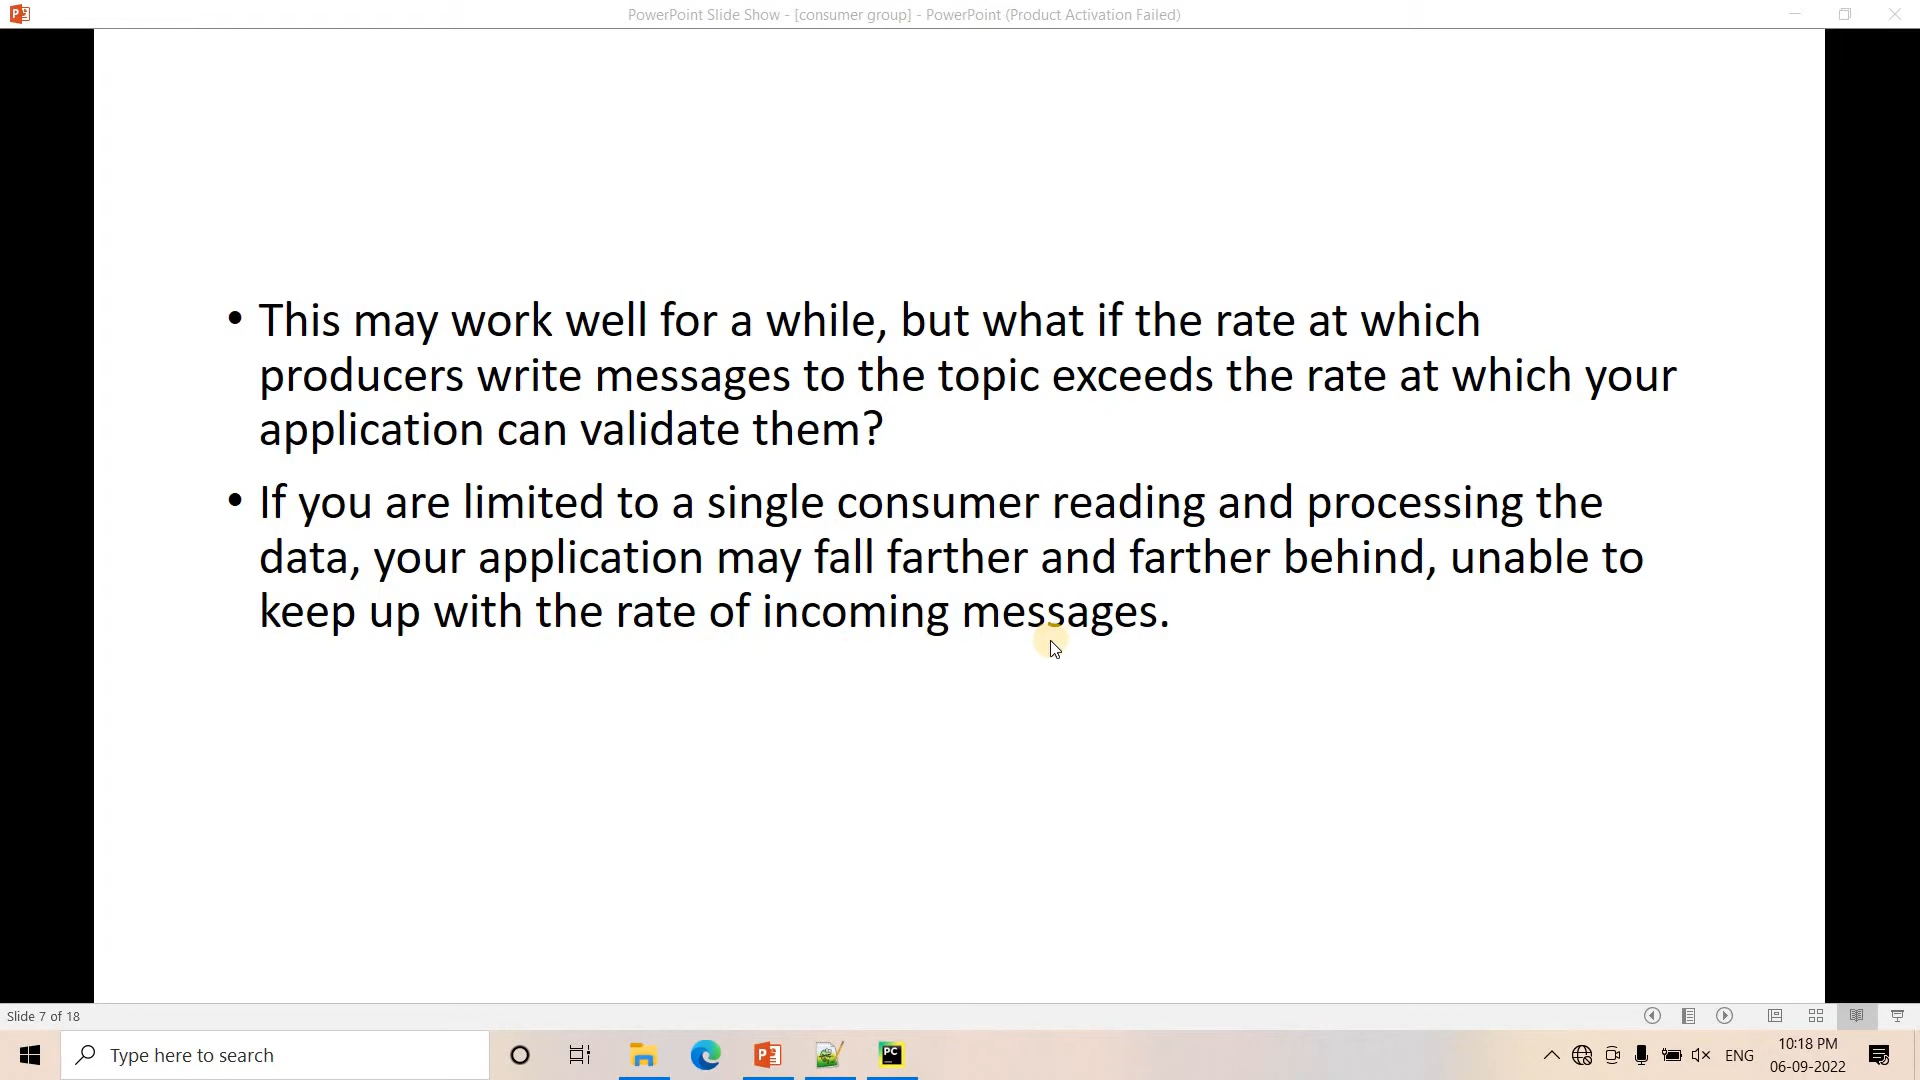 PowerPoint Slide Show - [consumer group] - PowerPoint (Product Activation Failed)
• This may work well for a while, but what if the rate at which
producers write messages to the topic exceeds the rate at which your
application can validate them?
• If you are limited to a single consumer reading and processing the
data, your application may fall farther and farther behind, unable to
keep up with the rate of incoming messages.
Slide 7 of 18
Type here to search
PC
ENG
10:18 PM
06-09-2022